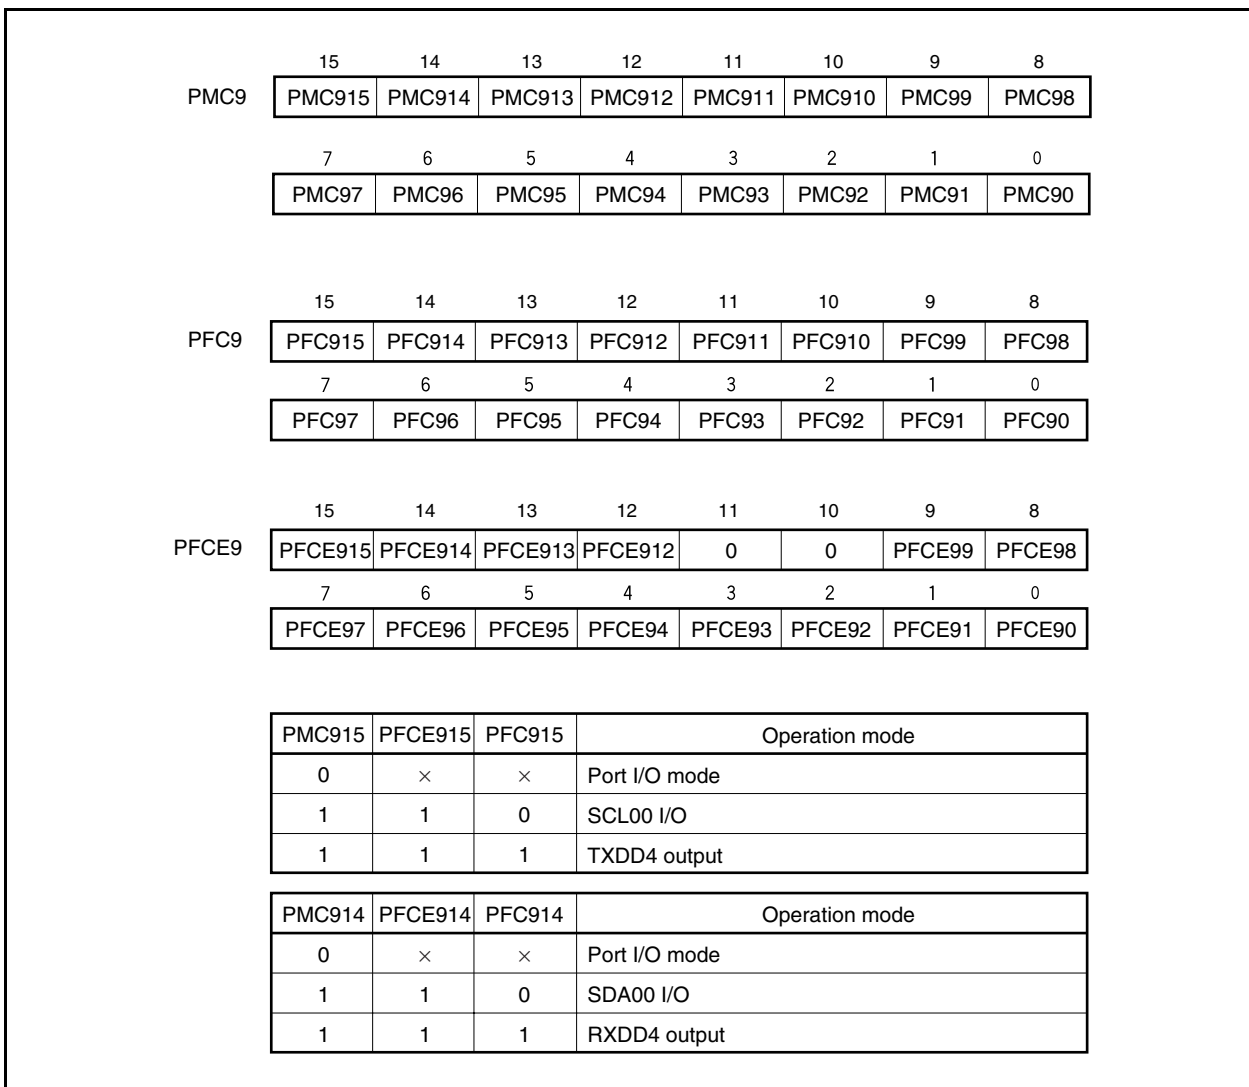 15 14 13 12 11 10 9 8
PMC9 PMC915 PMC914 PMC913 PMC912 PMC911 PMC910 PMC99 PMC98
7 6 5 4 3 2 1 0
PMC97 PMC96 PMC95 PMC94 PMC93 PMC92 PMC91 PMC90
15 14 13 12 11 10 9 8
PFC9 PFC915 PFC914 PFC913 PFC912 PFC911 PFC910 PFC99 PFC98
7 6 5 4 3 2 1 0
PFC97 PFC96 PFC95 PFC94 PFC93 PFC92 PFC91 PFC90
15 14 13 12 11 10 9 8
PFCE9 PFCE915 PFCE914 PFCE913 PFCE912 0 0 PFCE99 PFCE98
7 6 5 4 3 2 1 0
PFCE97 PFCE96 PFCE95 PFCE94 PFCE93 PFCE92 PFCE91 PFCE90
PMC915 PFCE915 PFC915 Operation mode
0 × × Port I/O mode
1 1 0 SCL00 I/O
1 1 1 TXDD4 output
PMC914 PFCE914 PFC914 Operation mode
0 × × Port I/O mode
1 1 0 SDA00 I/O
1 1 1 RXDD4 output